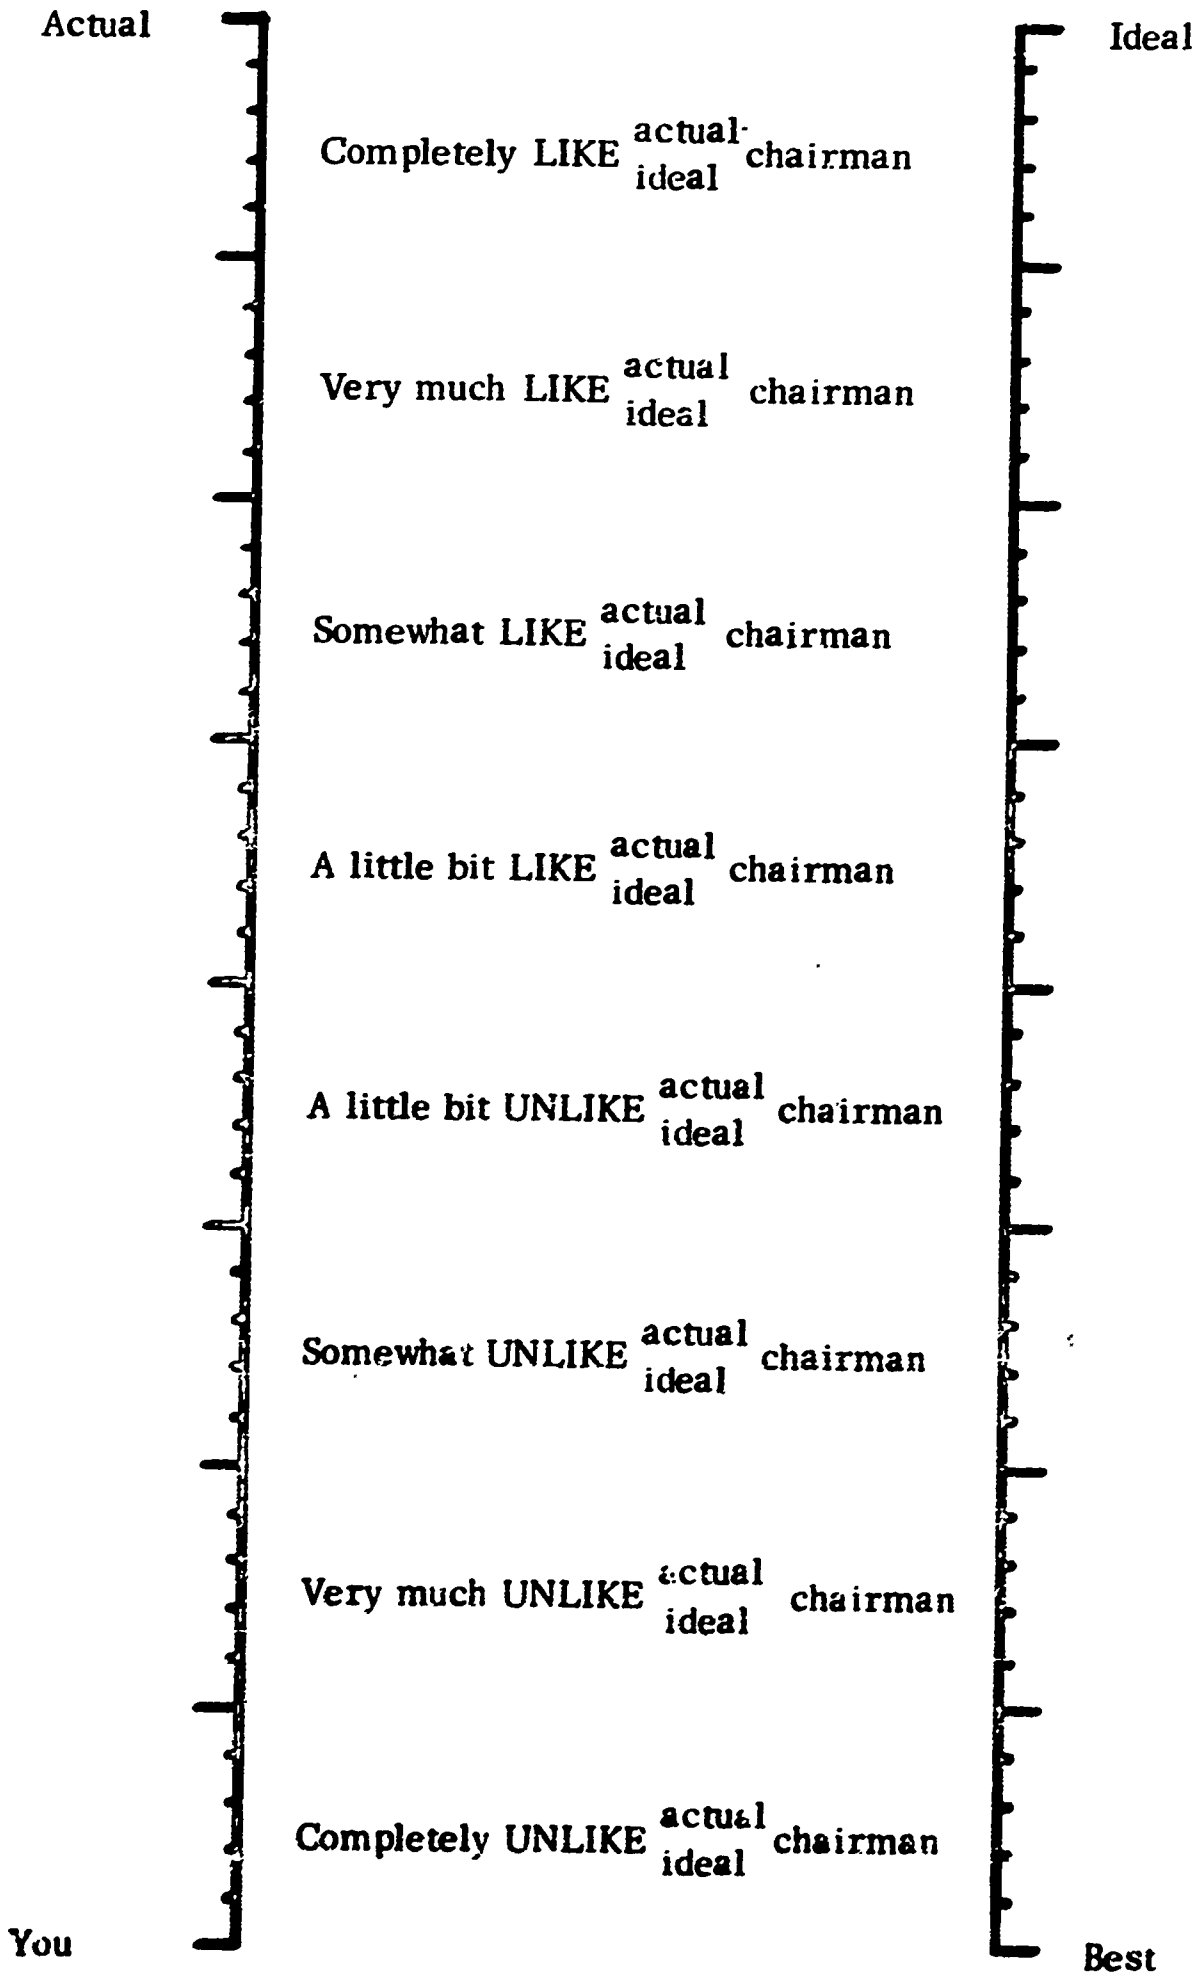 Actual
Ideal
Completely LIKE actual ideal chairman
Very much LIKE actual ideal chairman
Somewhat LIKE actual ideal chairman
A little bit LIKE actual ideal chairman
A little bit UNLIKE actual ideal chairman
Somewhat UNLIKE actual ideal chairman
Very much UNLIKE actual ideal chairman
Completely UNLIKE actual ideal chairman
You
Best